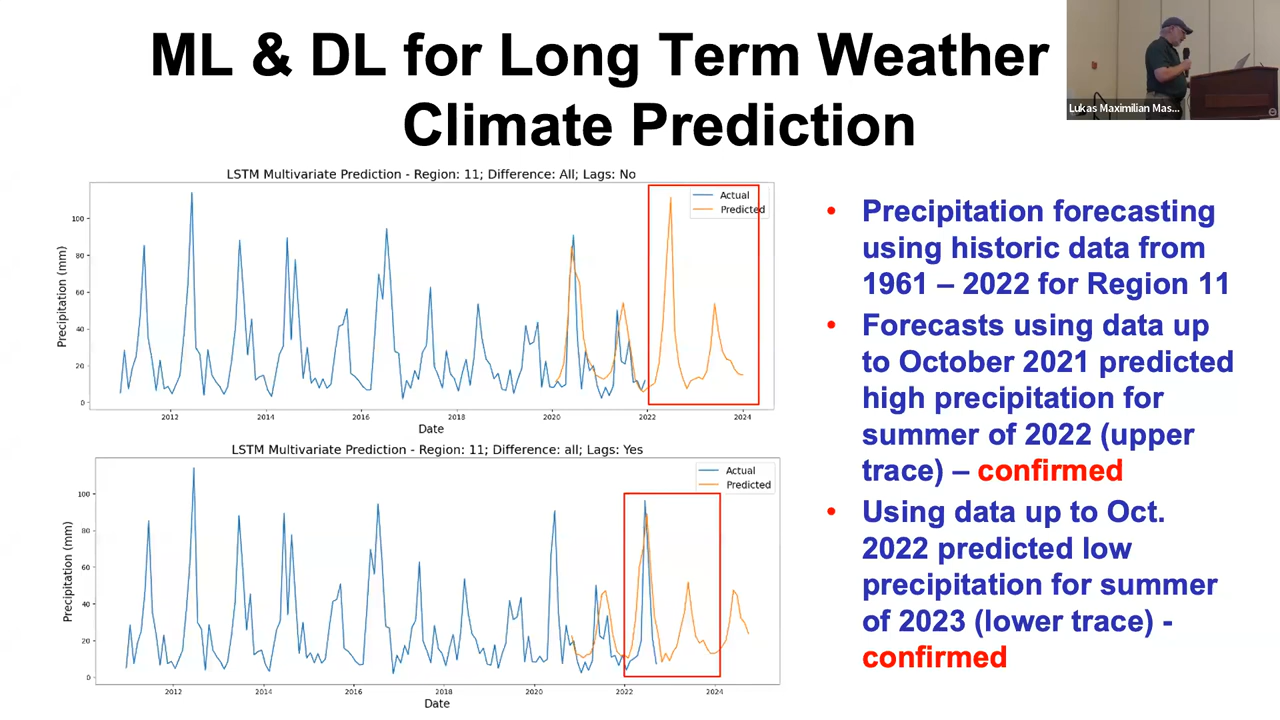 ML & DL for Long Term Weather
Climate Prediction
Lukas Maximilian Mas...
LSTM Multivariate Prediction - Region: 11; Difference: All; Lags: No
Actual
Predicted
Precipitation (mm)
100
80
60
40
20
0
2012
2014
2016
2018
2020
2022
2024
Date
LSTM Multivariate Prediction - Region: 11; Difference: all; Lags: Yes
Actual
Predicted
Precipitation (mm)
100
80
60
40
20
0
2012
2014
2016
2018
2020
2022
2024
Date
• Precipitation forecasting
using historic data from
1961 – 2022 for Region 11
• Forecasts using data up
to October 2021 predicted
high precipitation for
summer of 2022 (upper
trace) – confirmed
• Using data up to Oct.
2022 predicted low
precipitation for summer
of 2023 (lower trace) -
confirmed